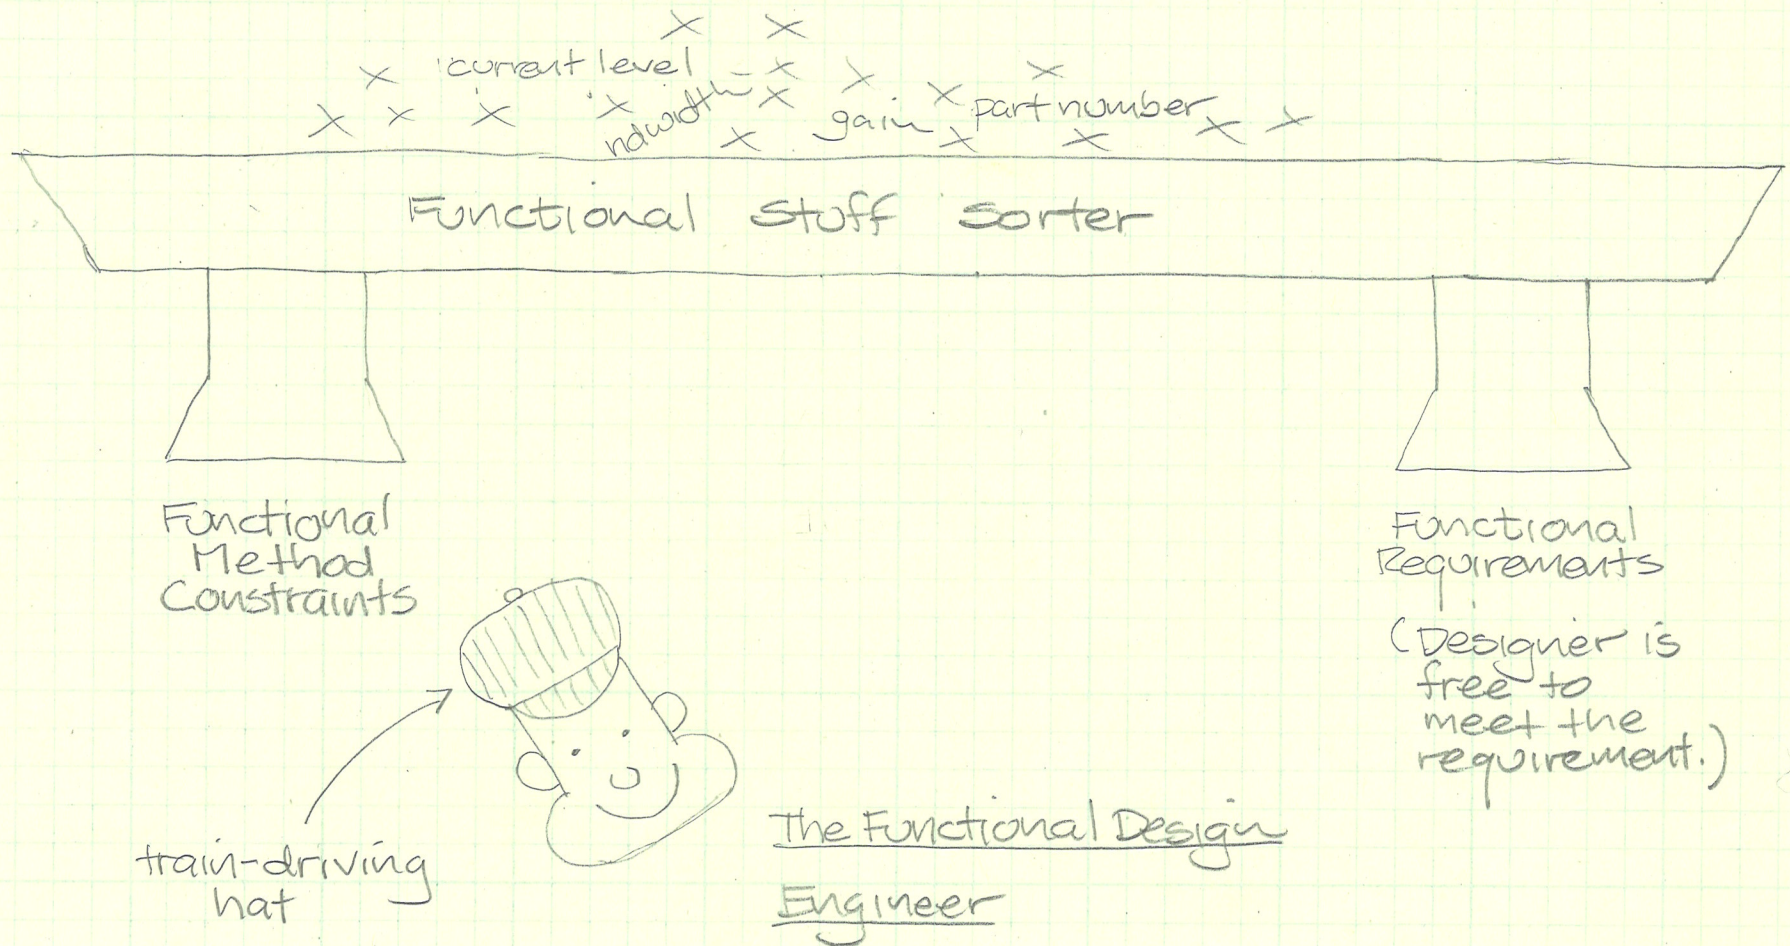 current level
ndwidth
gain
part number
Functional Stuff Sorter
Functional
Method
Constraints
Functional
Requirements
(Designer is
free to
meet the
requirement.)
train-driving
hat
The Functional Design
Engineer